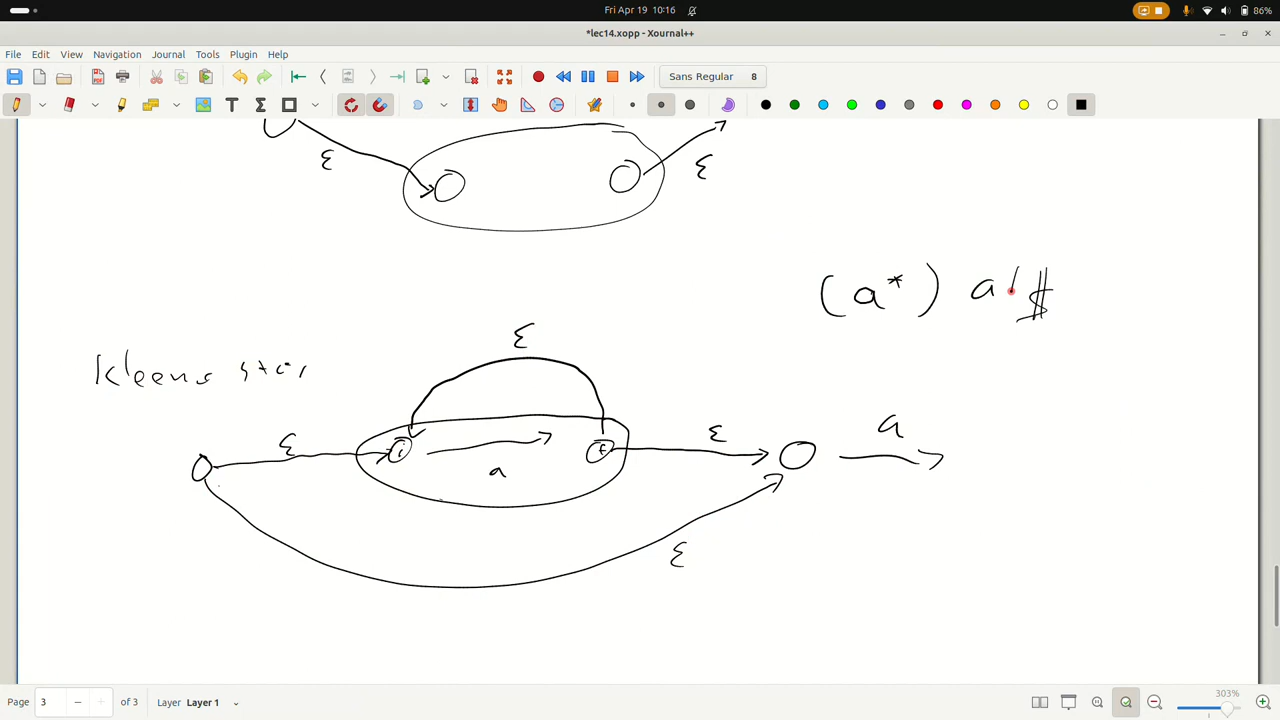 Fri Apr 19 10:16
86%
*lec14.xopp - Xournal++
File Edit View Navigation Journal Tools Plugin Help
Sans Regular 8
ε
ε
(a*) a $
ε
Kleene star
ε
i
a
f
ε
a
ε
Page 3 of 3 Layer Layer 1
303%